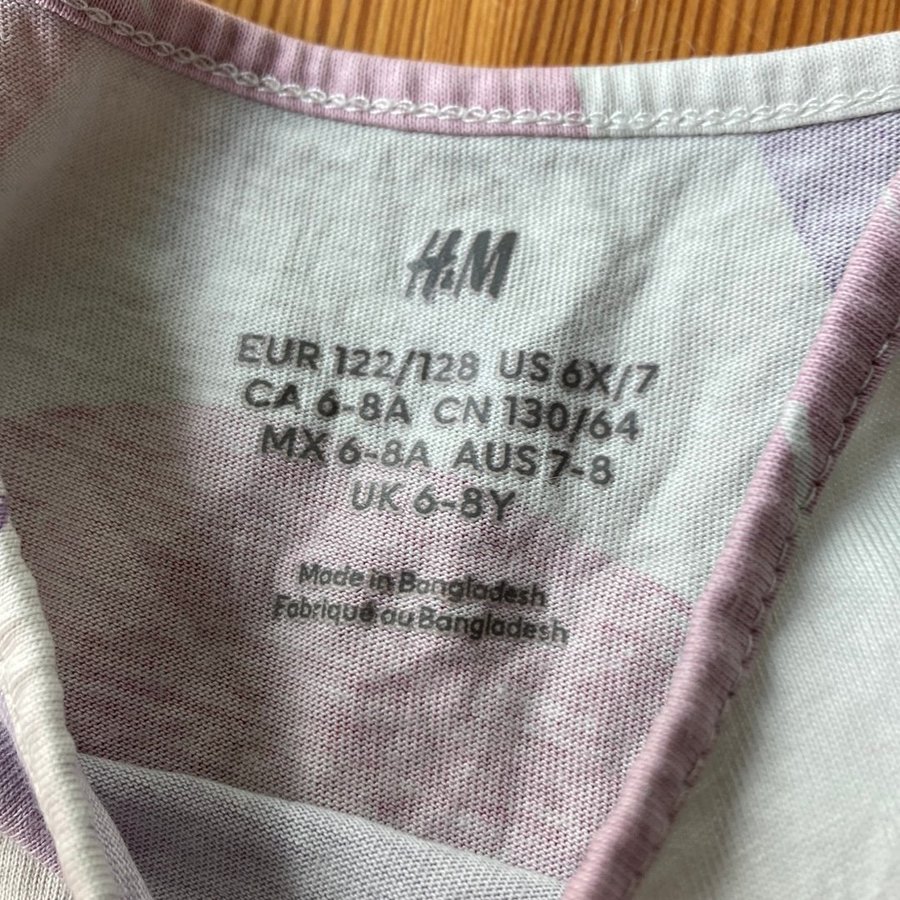 H&M
EUR 122/128 US 6X/7
CA 6-8A CN 130/64
MX 6-8A AUS 7-8
UK 6-8Y
Made in Bangladesh
Fabriqué au Bangladesh